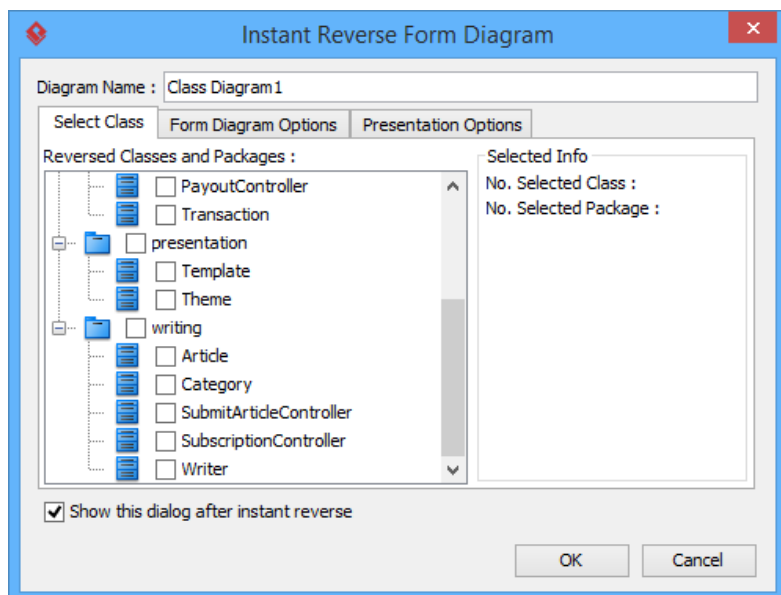 Instant Reverse Form Diagram
Diagram Name : Class Diagram1
Select Class Form Diagram Options Presentation Options
Reversed Classes and Packages :
PayoutController
Transaction
presentation
Template
Theme
writing
Article
Category
SubmitArticleController
SubscriptionController
Writer
Selected Info
No. Selected Class :
No. Selected Package :
Show this dialog after instant reverse
OK Cancel